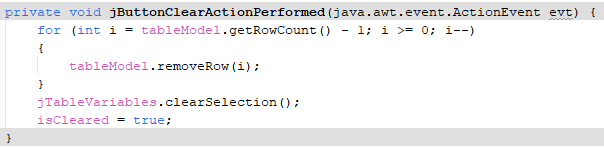 private void jButtonClearActionPerformed(java.awt.event.ActionEvent evt) {
    for (int i = tableModel.getRowCount() - 1; i >= 0; i--)
    {
        tableModel.removeRow(i);
    }
    jTableVariables.clearSelection();
    isCleared = true;
}